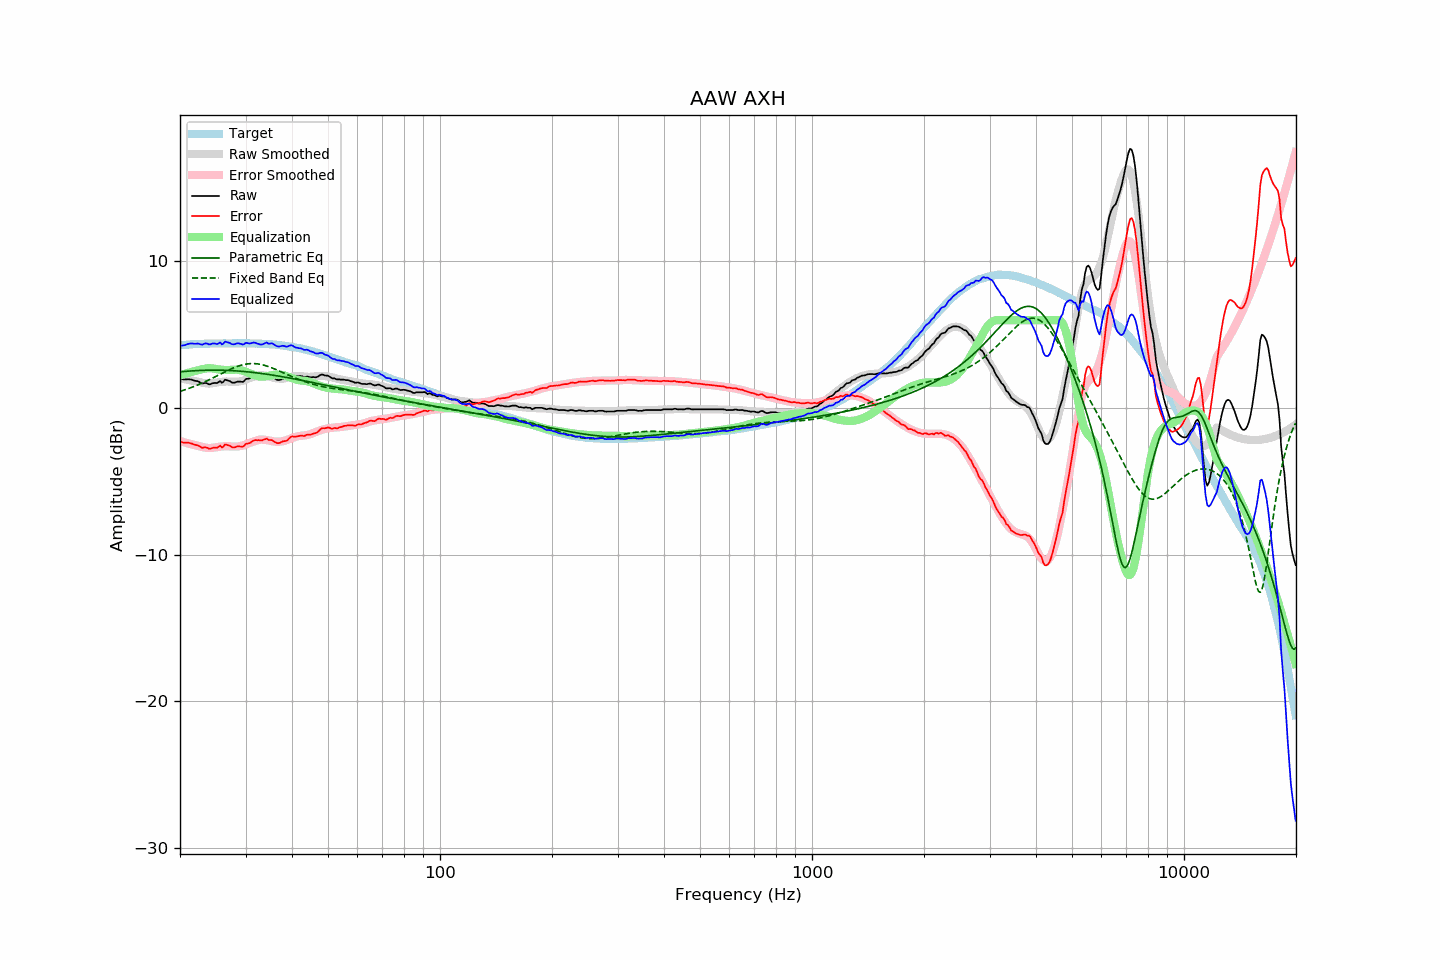 AAW AXH
Target
Raw Smoothed
Error Smoothed
Raw
Error
Equalization
Parametric Eq
Fixed Band Eq
Equalized
10
0
−10
−20
−30
Amplitude (dBr)
100
1000
10000
Frequency (Hz)